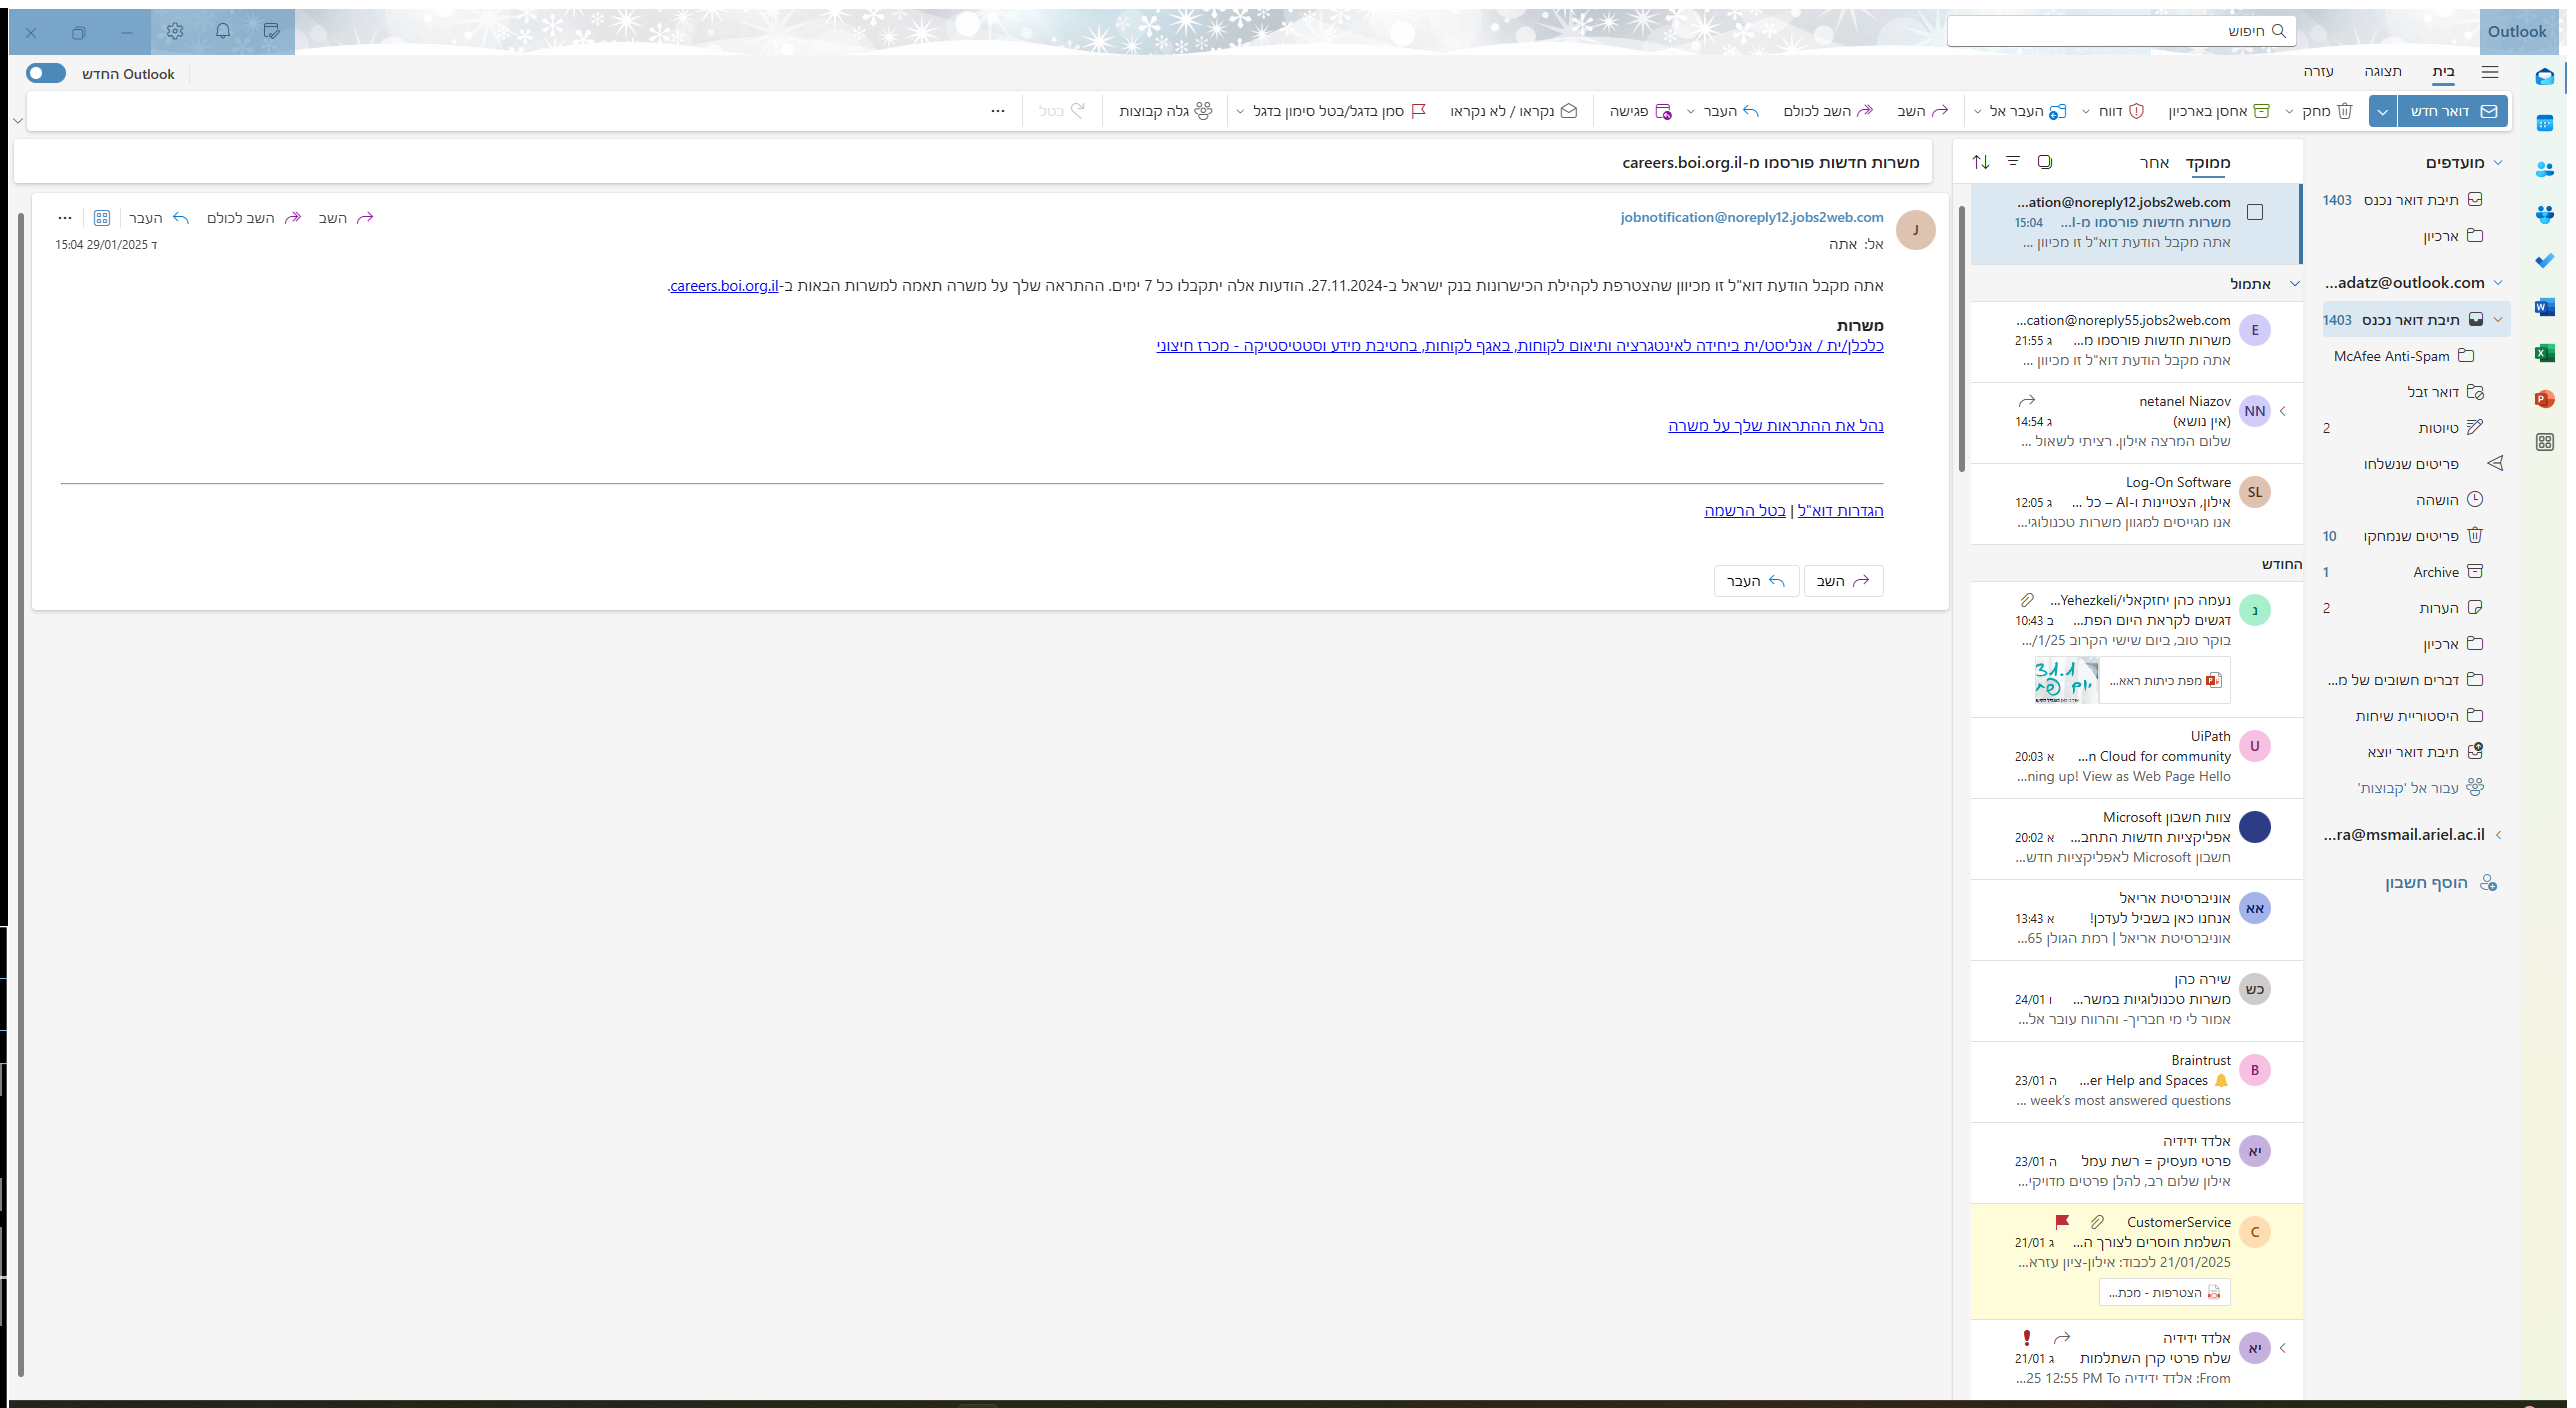 Outlook
חיפוש
בית
תצוגה
עזרה
Outlook החדש
דואר חדש
מחק
אחסן בארכיון
דווח
העבר אל
השב
השב לכולם
העבר
פגישה
נקראו / לא נקראו
סמן בדגל/בטל סימון בדגל
גלה קבוצות
בטל
מועדפים
תיבת דואר נכנס 1403
ארכיון
...adatz@outlook.com
תיבת דואר נכנס 1403
McAfee Anti-Spam
דואר זבל
טיוטות 2
פריטים שנשלחו
הושהה
פריטים שנמחקו 10
Archive 1
הערות 2
ארכיון
דברים חשובים של מ...
היסטוריית שיחות
תיבת דואר יוצא
עבור אל 'קבוצות'
...ra@msmail.ariel.ac.il
הוסף חשבון
ממוקד
אחר
...ation@noreply12.jobs2web.com
משרות חדשות פורסמו מ-ו... 15:04
אתה מקבל הודעת דוא"ל זו מכיוון ...
אתמול
E
...cation@noreply55.jobs2web.com
משרות חדשות פורסמו מ... ג 21:55
אתה מקבל הודעת דוא"ל זו מכיוון ...
NN
netanel Niazov
(אין נושא) ג 14:54
שלום המרצה אילון. רציתי לשאול ...
SL
Log-On Software
אילון, הצטיינות ו-AI – כל ... ג 12:05
אנו מגייסים למגוון משרות טכנולוגי...
החודש
נ
נעמה כהן יחזקאלי/Yehezkeli...
דגשים לקראת היום הפת... ב 10:43
בוקר טוב, ביום שישי הקרוב 1/25/...
מפת כיתות ראא...
31.1
יום פת
U
UiPath
...n Cloud for community א 20:03
...ning up! View as Web Page Hello
צוות חשבון Microsoft
אפליקציות חדשות התחב... א 20:02
חשבון Microsoft לאפליקציות חדש...
אא
אוניברסיטת אריאל
אנחנו כאן בשביל לעדכן! א 13:43
אוניברסיטת אריאל | רמת הגולן 65...
כש
שירה כהן
משרות טכנולוגיות במשר... ו 24/01
אמור לי מי חבריך- והרווח עובר אל...
B
Braintrust
...er Help and Spaces ה 23/01
... week's most answered questions
יא
אלדד ידידיה
פרטי מעסיק = רשת עמל ה 23/01
אילון שלום רב, להלן פרטים מדויקי...
C
CustomerService
השלמת חוסרים לצורך ה... ג 21/01
21/01/2025 לכבוד: אילון-ציון עזרא...
הצטרפות - מכת...
יא
אלדד ידידיה
שלח פרטי קרן השתלמות ג 21/01
From: אלדד ידידיה To 12:55 PM 25...
משרות חדשות פורסמו מ-careers.boi.org.il
J
jobnotification@noreply12.jobs2web.com
אל: אתה
השב
השב לכולם
העבר
ד 29/01/2025 15:04
אתה מקבל הודעת דוא"ל זו מכיוון שהצטרפת לקהילת הכישרונות בנק ישראל ב-27.11.2024. הודעות אלה יתקבלו כל 7 ימים. ההתראה שלך על משרה תאמה למשרות הבאות ב-careers.boi.org.il.
משרות
כלכלן/ית / אנליסט/ית ביחידה לאינטגרציה ותיאום לקוחות, באגף לקוחות, בחטיבת מידע וסטטיסטיקה - מכרז חיצוני
נהל את ההתראות שלך על משרה
הגדרות דוא"ל | בטל הרשמה
השב
העבר